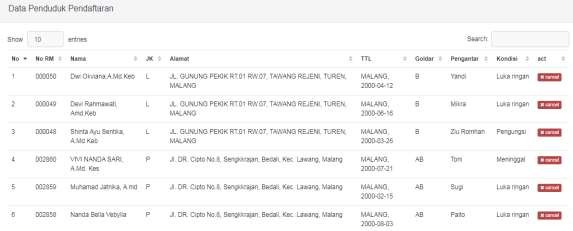 Data Penduduk Pendaftaran
Show 10 entries Search:
No No RM Nama JK Alamat TTL Goldar Pengantar Kondisi act
1 000050 Dwi Okviana,A.Md.Keb L JL. GUNUNG PEKIK RT.01 RW.07, TAWANG REJENI, TUREN, MALANG, B Yandi Luka ringan cancel
MALANG 2000-04-12
2 000049 Devi Rahmawati, L JL. GUNUNG PEKIK RT.01 RW.07, TAWANG REJENI, TUREN, MALANG, B Mikra Luka ringan cancel
Amd.Keb MALANG 2000-06-16
3 000048 Shinta Ayu Sentika, L JL. GUNUNG PEKIK RT.01 RW.07, TAWANG REJENI, TUREN, MALANG, B Ziu Pengungsi cancel
A.Md Keb MALANG 2000-03-26
4 002860 VIVI NANDA SARI, P Jl. DR. Cipto No.8, Sengkrajan, Bedali, Kec. Lawang, Malang MALANG, AB Toni Meninggal cancel
A.Md. Kes 2000-07-21
5 002859 Muhamad Jatnika, A.md P Jl. DR. Cipto No.8, Sengkrajan, Bedali, Kec. Lawang, Malang MALANG, AB Sugi Luka ringan cancel
2000-02-15
6 002858 Nanda Bella Vebylia P Jl. DR. Cipto No.8, Sengkrajan, Bedali, Kec. Lawang, Malang MALANG, AB Paito Luka ringan cancel
2000-08-03